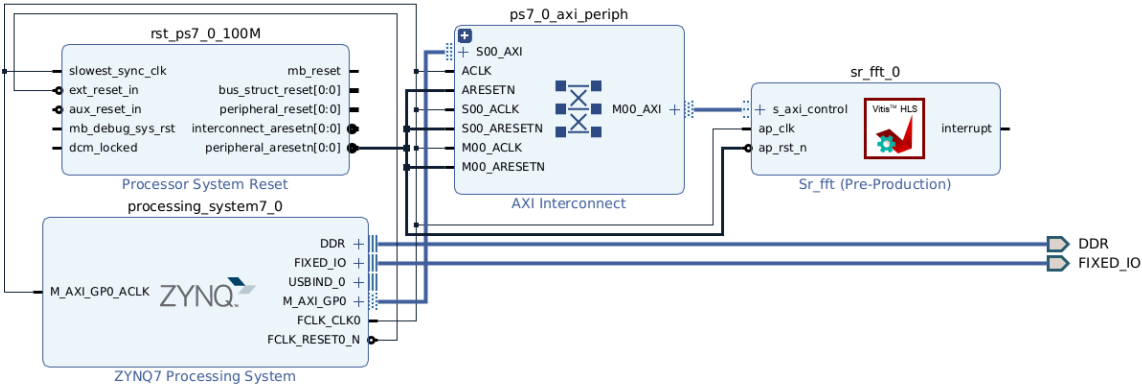 rst_ps7_0_100M
slowest_sync_clk
ext_reset_in
aux_reset_in
mb_debug_sys_rst
dcm_locked
mb_reset
bus_struct_reset[0:0]
peripheral_reset[0:0]
interconnect_aresetn[0:0]
peripheral_aresetn[0:0]
Processor System Reset
ps7_0_axi_periph
S00_AXI
ACLK
ARESETN
S00_ACLK
S00_ARESETN
M00_ACLK
M00_ARESETN
M00_AXI
AXI Interconnect
sr_fft_0
s_axi_control
ap_clk
ap_rst_n
Vitis™ HLS
interrupt
Sr_fft (Pre-Production)
processing_system7_0
M_AXI_GP0_ACLK
ZYNQ
DDR
FIXED_IO
USBIND_0
M_AXI_GP0
FCLK_CLK0
FCLK_RESET0_N
ZYNQ7 Processing System
DDR
FIXED_IO